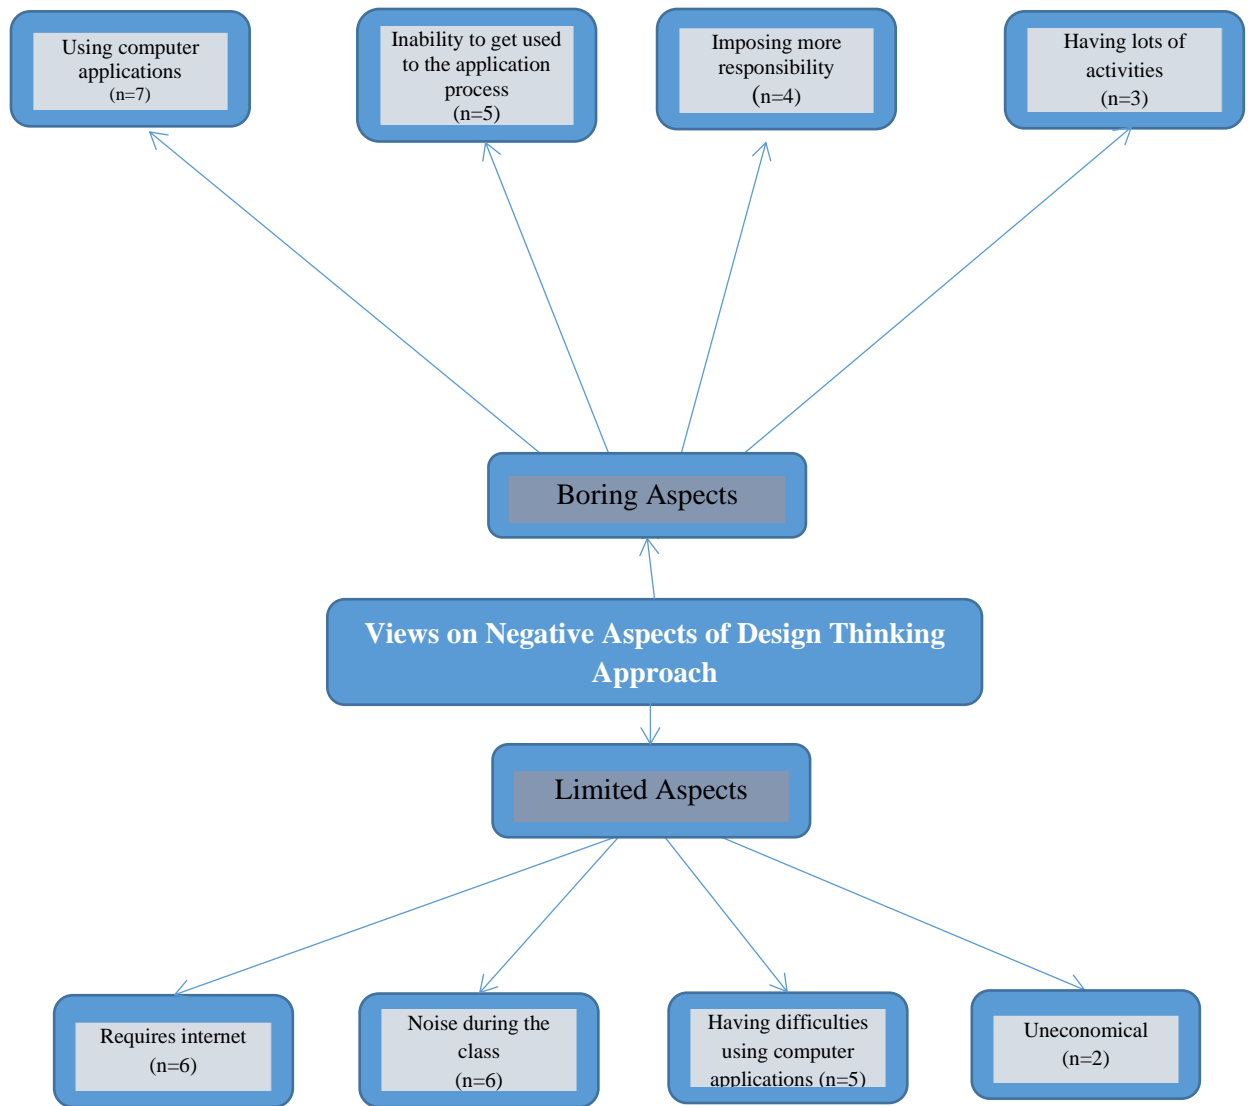 Using computer
applications
(n=7)
Inability to get used
to the application
process
(n=5)
Imposing more
responsibility
(n=4)
Having lots of
activities
(n=3)
Boring Aspects
Views on Negative Aspects of Design Thinking
Approach
Limited Aspects
Requires internet
(n=6)
Noise during the
class
(n=6)
Having difficulties
using computer
applications (n=5)
Uneconomical
(n=2)